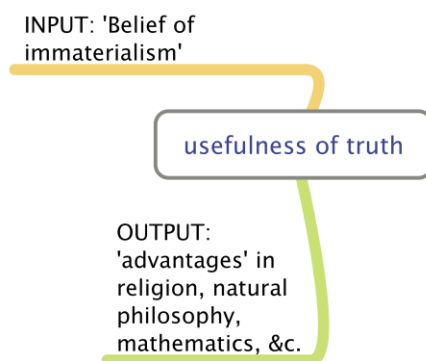 INPUT: 'Belief of
immaterialism'
usefulness of truth
OUTPUT:
'advantages' in
religion, natural
philosophy,
mathematics, &c.